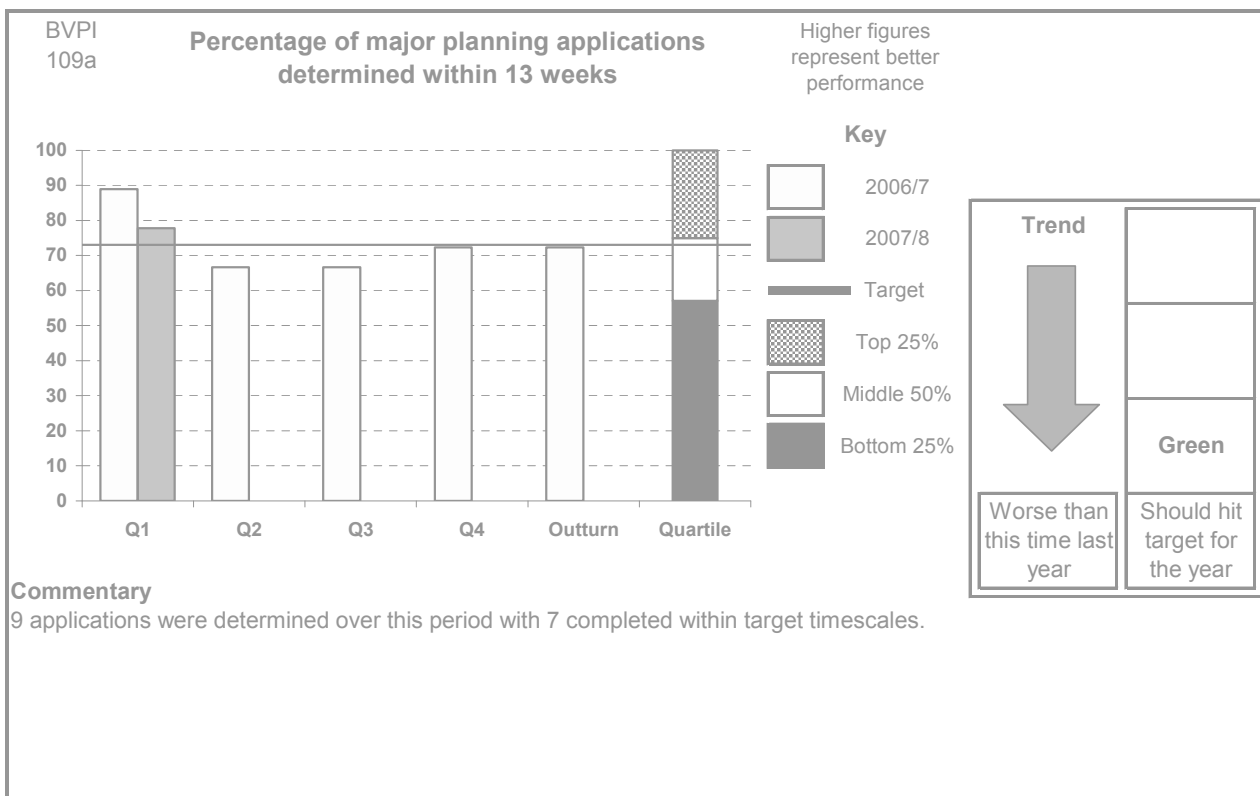 BVPI
109a
Percentage of major planning applications
determined within 13 weeks
Higher figures
represent better
performance
100
90
80
70
60
50
40
30
20
10
0
Q1
Q2
Q3
Q4
Outturn
Quartile
Key
2006/7
2007/8
Target
Top 25%
Middle 50%
Bottom 25%
Trend
Worse than
this time last
year
Green
Should hit
target for
the year
Commentary
9 applications were determined over this period with 7 completed within target timescales.